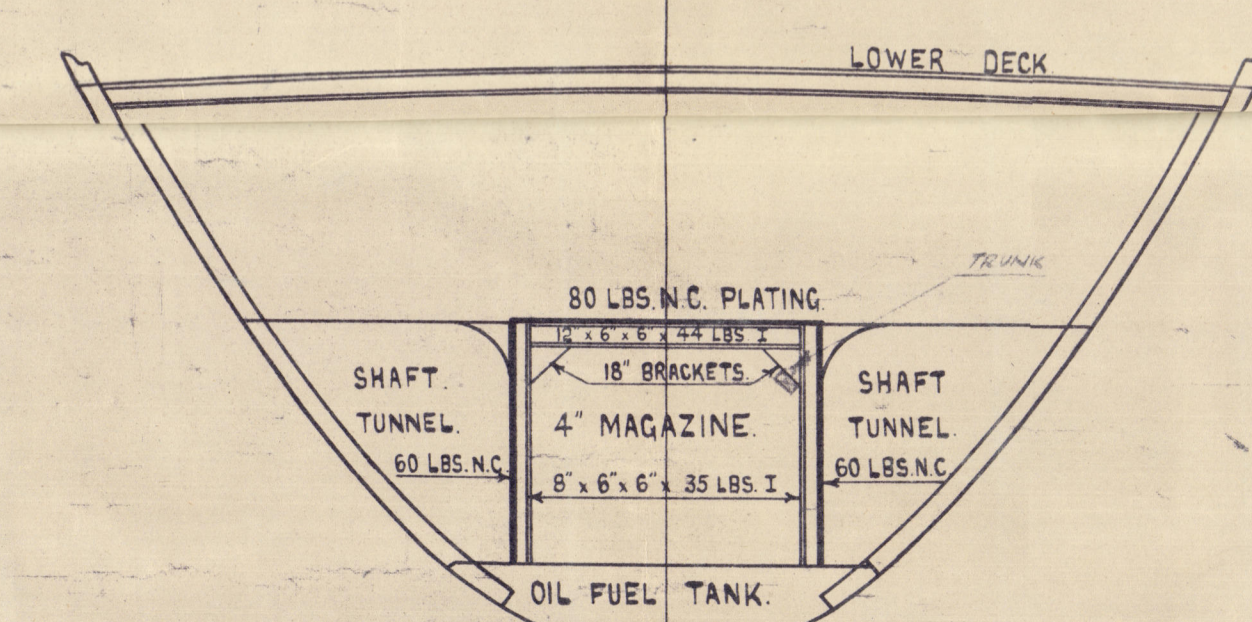 LOWER DECK
TRUNK
80 LBS. N.C. PLATING.
12" x 6" x 6" x 44 LBS. I
18" BRACKETS.
SHAFT.
TUNNEL.
SHAFT
TUNNEL.
4" MAGAZINE.
60 LBS. N.C.
60 LBS. N.C.
8" x 6" x 6" x 35 LBS. I
OIL FUEL TANK.